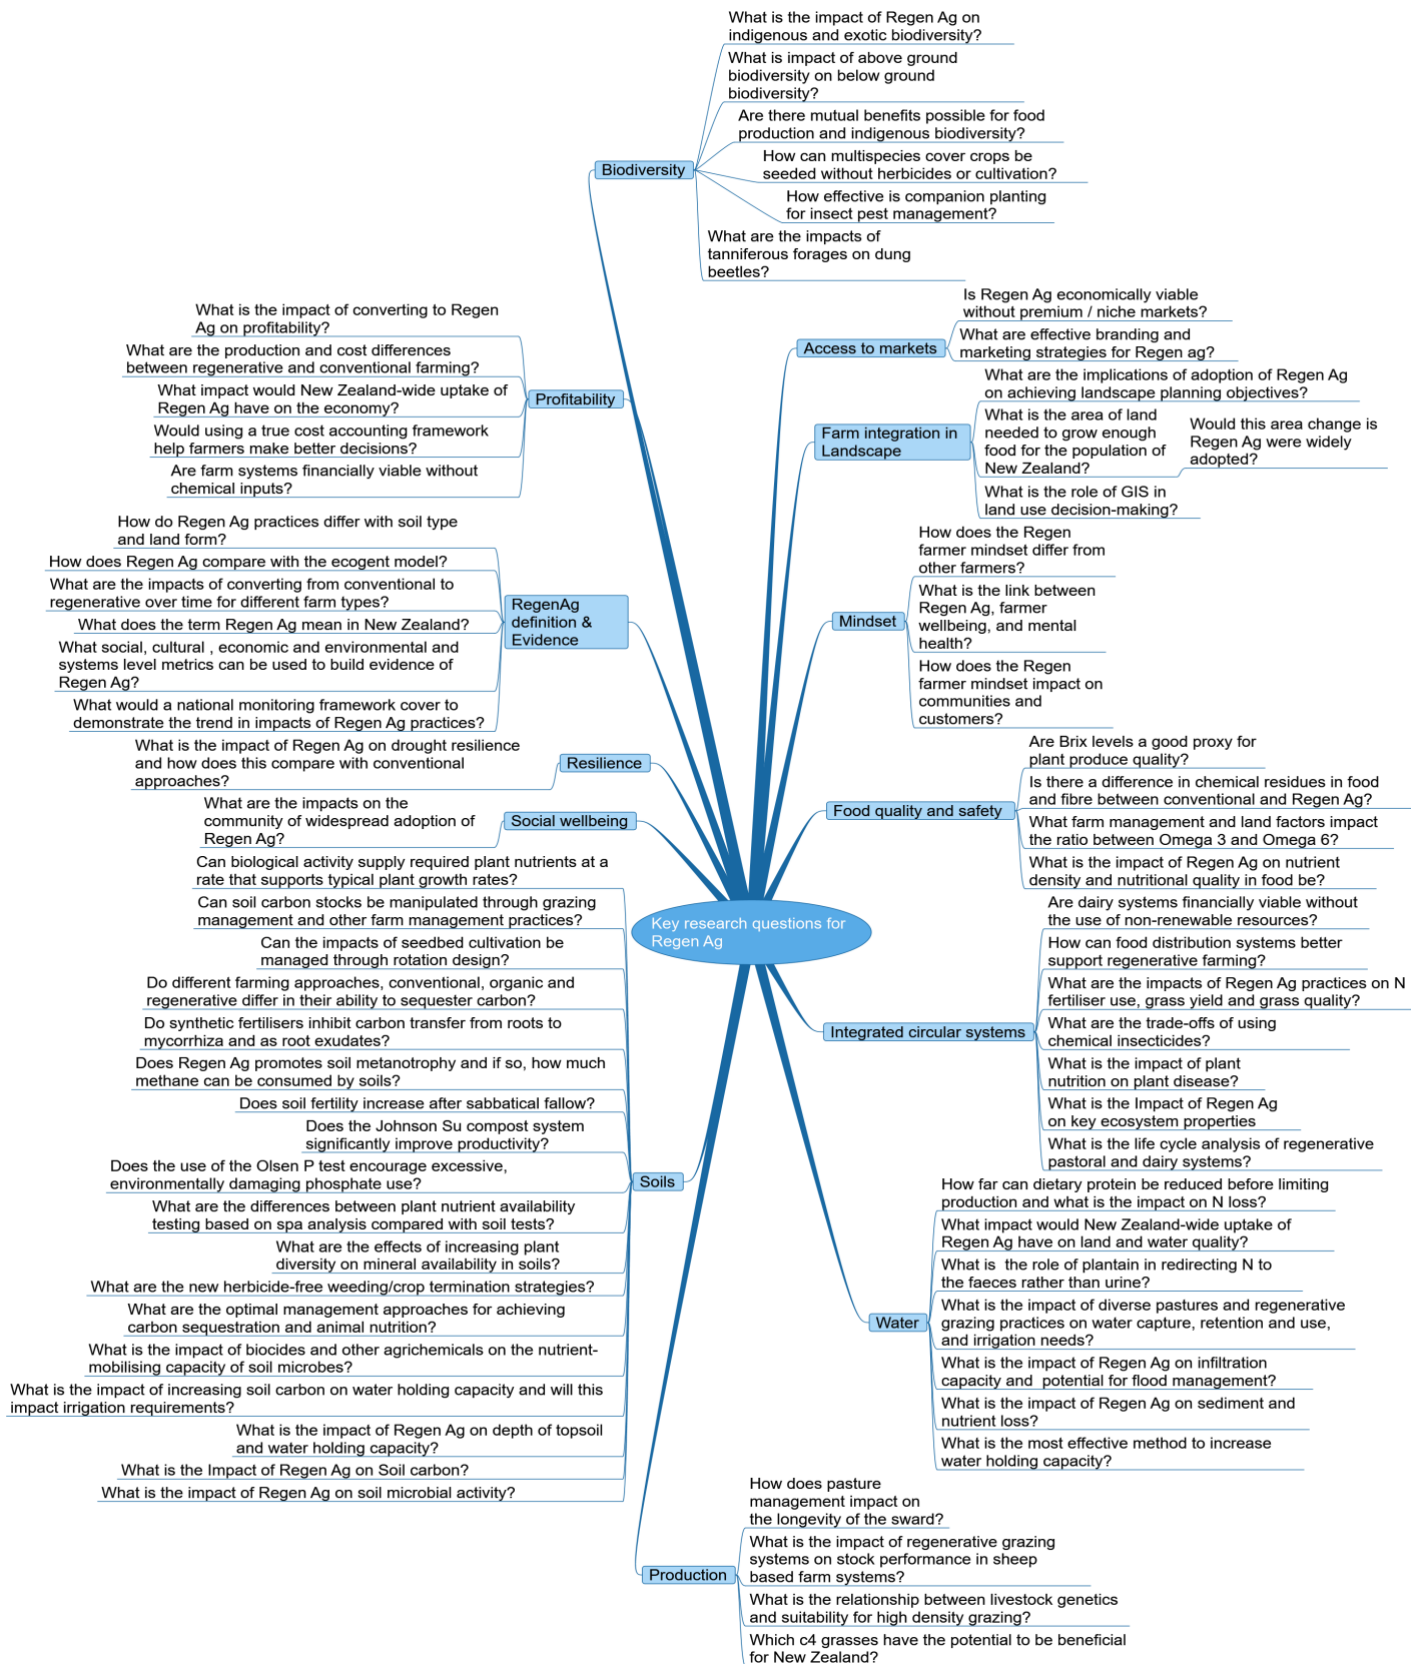 What is the impact of Regen Ag on
indigenous and exotic biodiversity?
What is impact of above ground
biodiversity on below ground
biodiversity?
Are there mutual benefits possible for food
production and indigenous biodiversity?
How can multispecies cover crops be
seeded without herbicides or cultivation?
How effective is companion planting
for insect pest management?
What are the impacts of
tanniferous forages on dung
beetles?
Biodiversity
Is Regen Ag economically viable
without premium / niche markets?
What are effective branding and
marketing strategies for Regen ag?
Access to markets
What are the implications of adoption of Regen Ag
on achieving landscape planning objectives?
What is the area of land
needed to grow enough
food for the population of
New Zealand?
Would this area change is
Regen Ag were widely
adopted?
What is the role of GIS in
land use decision-making?
Farm integration in
Landscape
How does the Regen
farmer mindset differ from
other farmers?
What is the link between
Regen Ag, farmer
wellbeing, and mental
health?
How does the Regen
farmer mindset impact on
communities and
customers?
Mindset
Are Brix levels a good proxy for
plant produce quality?
Is there a difference in chemical residues in food
and fibre between conventional and Regen Ag?
What farm management and land factors impact
the ratio between Omega 3 and Omega 6?
What is the impact of Regen Ag on nutrient
density and nutritional quality in food be?
Food quality and safety
Are dairy systems financially viable without
the use of non-renewable resources?
How can food distribution systems better
support regenerative farming?
What are the impacts of Regen Ag practices on N
fertiliser use, grass yield and grass quality?
What are the trade-offs of using
chemical insecticides?
What is the impact of plant
nutrition on plant disease?
What is the Impact of Regen Ag
on key ecosystem properties
What is the life cycle analysis of regenerative
pastoral and dairy systems?
Integrated circular systems
How far can dietary protein be reduced before limiting
production and what is the impact on N loss?
What impact would New Zealand-wide uptake of
Regen Ag have on land and water quality?
What is  the role of plantain in redirecting N to
the faeces rather than urine?
What is the impact of diverse pastures and regenerative
grazing practices on water capture, retention and use,
and irrigation needs?
What is the impact of Regen Ag on infiltration
capacity and  potential for flood management?
What is the impact of Regen Ag on sediment and
nutrient loss?
What is the most effective method to increase
water holding capacity?
Water
How does pasture
management impact on
the longevity of the sward?
What is the impact of regenerative grazing
systems on stock performance in sheep
based farm systems?
What is the relationship between livestock genetics
and suitability for high density grazing?
Which c4 grasses have the potential to be beneficial
for New Zealand?
Production
What is the impact of converting to Regen
Ag on profitability?
What are the production and cost differences
between regenerative and conventional farming?
What impact would New Zealand-wide uptake of
Regen Ag have on the economy?
Would using a true cost accounting framework
help farmers make better decisions?
Are farm systems financially viable without
chemical inputs?
Profitability
How do Regen Ag practices differ with soil type
and land form?
How does Regen Ag compare with the ecogent model?
What are the impacts of converting from conventional to
regenerative over time for different farm types?
What does the term Regen Ag mean in New Zealand?
What social, cultural , economic and environmental and
systems level metrics can be used to build evidence of
Regen Ag?
What would a national monitoring framework cover to
demonstrate the trend in impacts of Regen Ag practices?
RegenAg
definition &
Evidence
What is the impact of Regen Ag on drought resilience
and how does this compare with conventional
approaches?
Resilience
What are the impacts on the
community of widespread adoption of
Regen Ag?
Social wellbeing
Key research questions for
Regen Ag
Can biological activity supply required plant nutrients at a
rate that supports typical plant growth rates?
Can soil carbon stocks be manipulated through grazing
management and other farm management practices?
Can the impacts of seedbed cultivation be
managed through rotation design?
Do different farming approaches, conventional, organic and
regenerative differ in their ability to sequester carbon?
Do synthetic fertilisers inhibit carbon transfer from roots to
mycorrhiza and as root exudates?
Does Regen Ag promotes soil metanotrophy and if so, how much
methane can be consumed by soils?
Does soil fertility increase after sabbatical fallow?
Does the Johnson Su compost system
significantly improve productivity?
Does the use of the Olsen P test encourage excessive,
environmentally damaging phosphate use?
What are the differences between plant nutrient availability
testing based on spa analysis compared with soil tests?
What are the effects of increasing plant
diversity on mineral availability in soils?
What are the new herbicide-free weeding/crop termination strategies?
What are the optimal management approaches for achieving
carbon sequestration and animal nutrition?
What is the impact of biocides and other agrichemicals on the nutrient-
mobilising capacity of soil microbes?
What is the impact of increasing soil carbon on water holding capacity and will this
impact irrigation requirements?
What is the impact of Regen Ag on depth of topsoil
and water holding capacity?
What is the Impact of Regen Ag on Soil carbon?
What is the impact of Regen Ag on soil microbial activity?
Soils